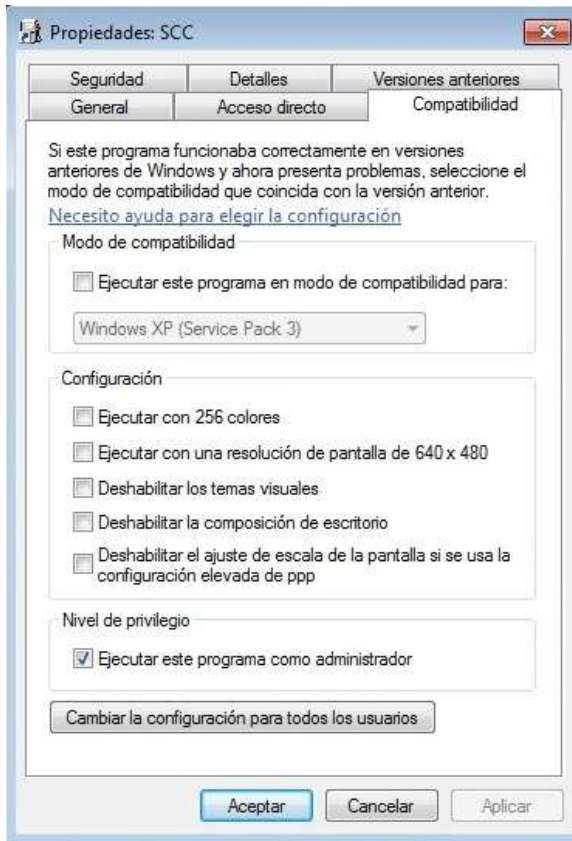 Propiedades: SCC
Seguridad
Detalles
Versiones anteriores
General
Acceso directo
Compatibilidad
Si este programa funcionaba correctamente en versiones
anteriores de Windows y ahora presenta problemas, seleccione el
modo de compatibilidad que coincida con la versión anterior.
Necesito ayuda para elegir la configuración
Modo de compatibilidad
Ejecutar este programa en modo de compatibilidad para:
Windows XP (Service Pack 3)
Configuración
Ejecutar con 256 colores
Ejecutar con una resolución de pantalla de 640 x 480
Deshabilitar los temas visuales
Deshabilitar la composición de escritorio
Deshabilitar el ajuste de escala de la pantalla si se usa la
configuración elevada de ppp
Nivel de privilegio
Ejecutar este programa como administrador
Cambiar la configuración para todos los usuarios
Aceptar
Cancelar
Aplicar